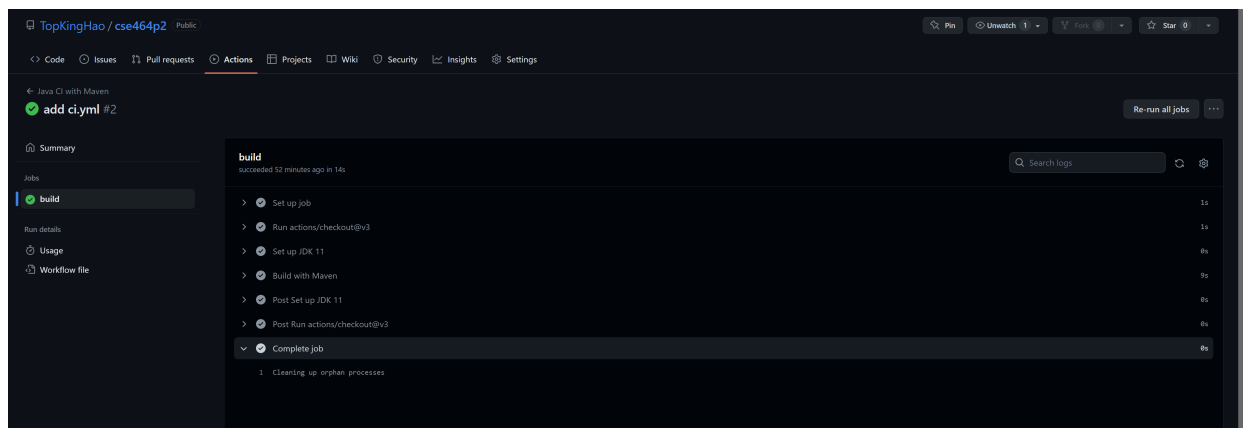 TopKingHao / cse464p2 Public Pin Unwatch 1 Fork Star 0
Code Issues Pull requests Actions Projects Wiki Security Insights Settings
← Java CI with Maven
add ci.yml #2 Re-run all jobs ...
Summary
Jobs
build
Run details
Usage
Workflow file
build
succeeded 52 minutes ago in 14s
Search logs
Set up job 1s
Run actions/checkout@v3 1s
Set up JDK 11 0s
Build with Maven 9s
Post Set up JDK 11 0s
Post Run actions/checkout@v3 0s
Complete job 0s
1 Cleaning up orphan processes